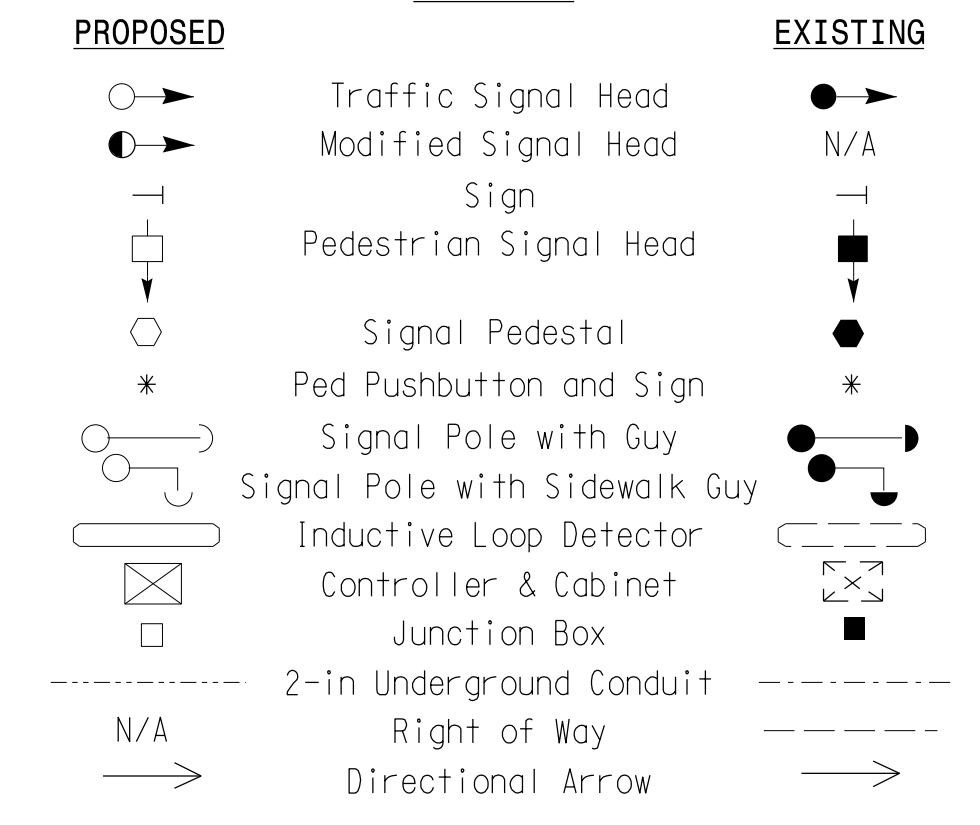 PROPOSED EXISTING
Traffic Signal Head
Modified Signal Head N/A
Sign
Pedestrian Signal Head
Signal Pedestal
Ped Pushbutton and Sign
Signal Pole with Guy
Signal Pole with Sidewalk Guy
Inductive Loop Detector
Controller & Cabinet
Junction Box
2-in Underground Conduit
N/A Right of Way
Directional Arrow